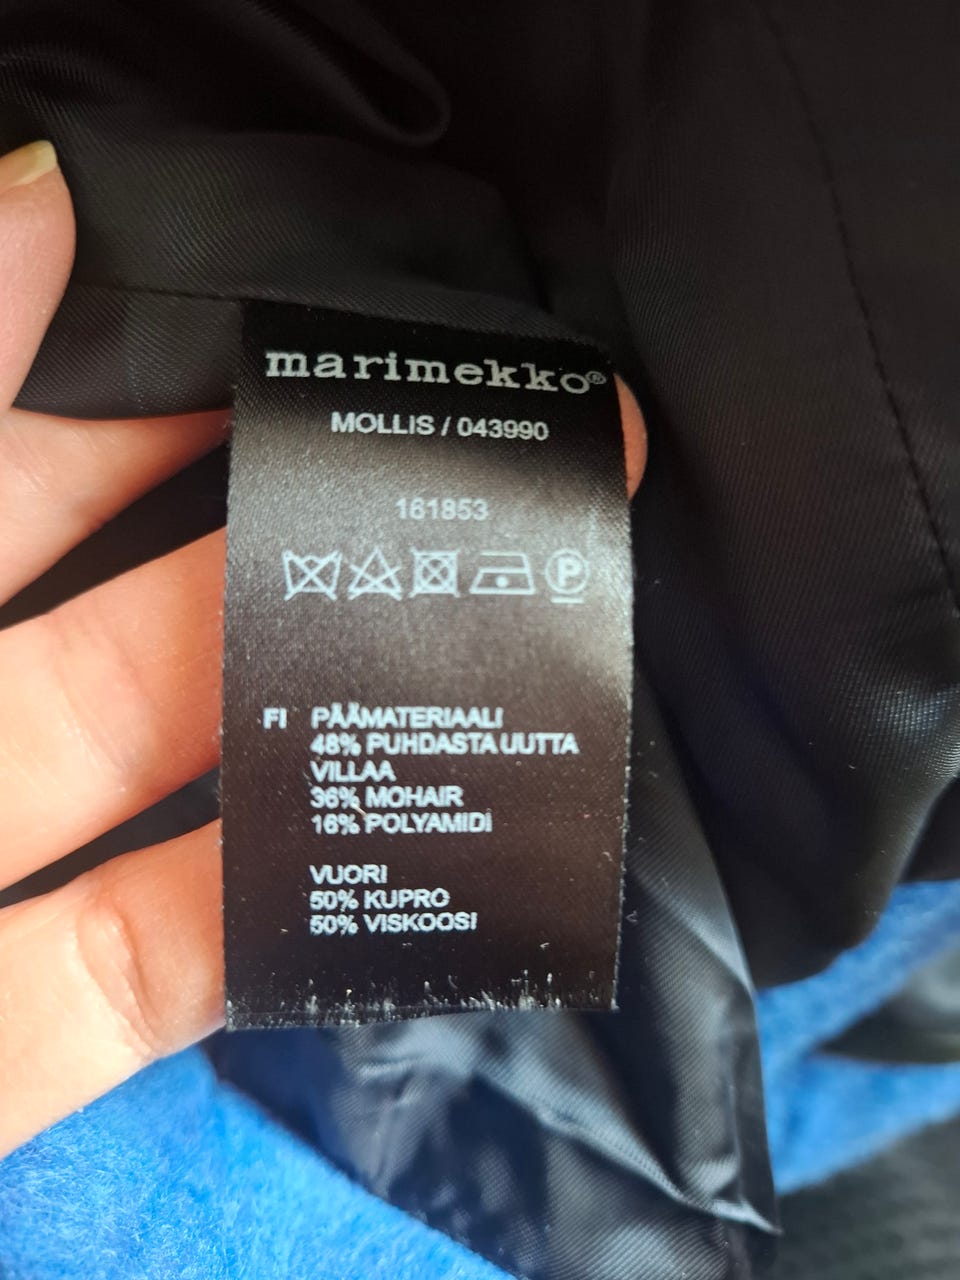 marimekko®
MOLLIS / 043990
161853
P
FI PÄÄMATERIAALI
48% PUHDASTA UUTTA
VILLAA
36% MOHAIR
16% POLYAMIDI
VUORI
50% KUPRO
50% VISKOOSI